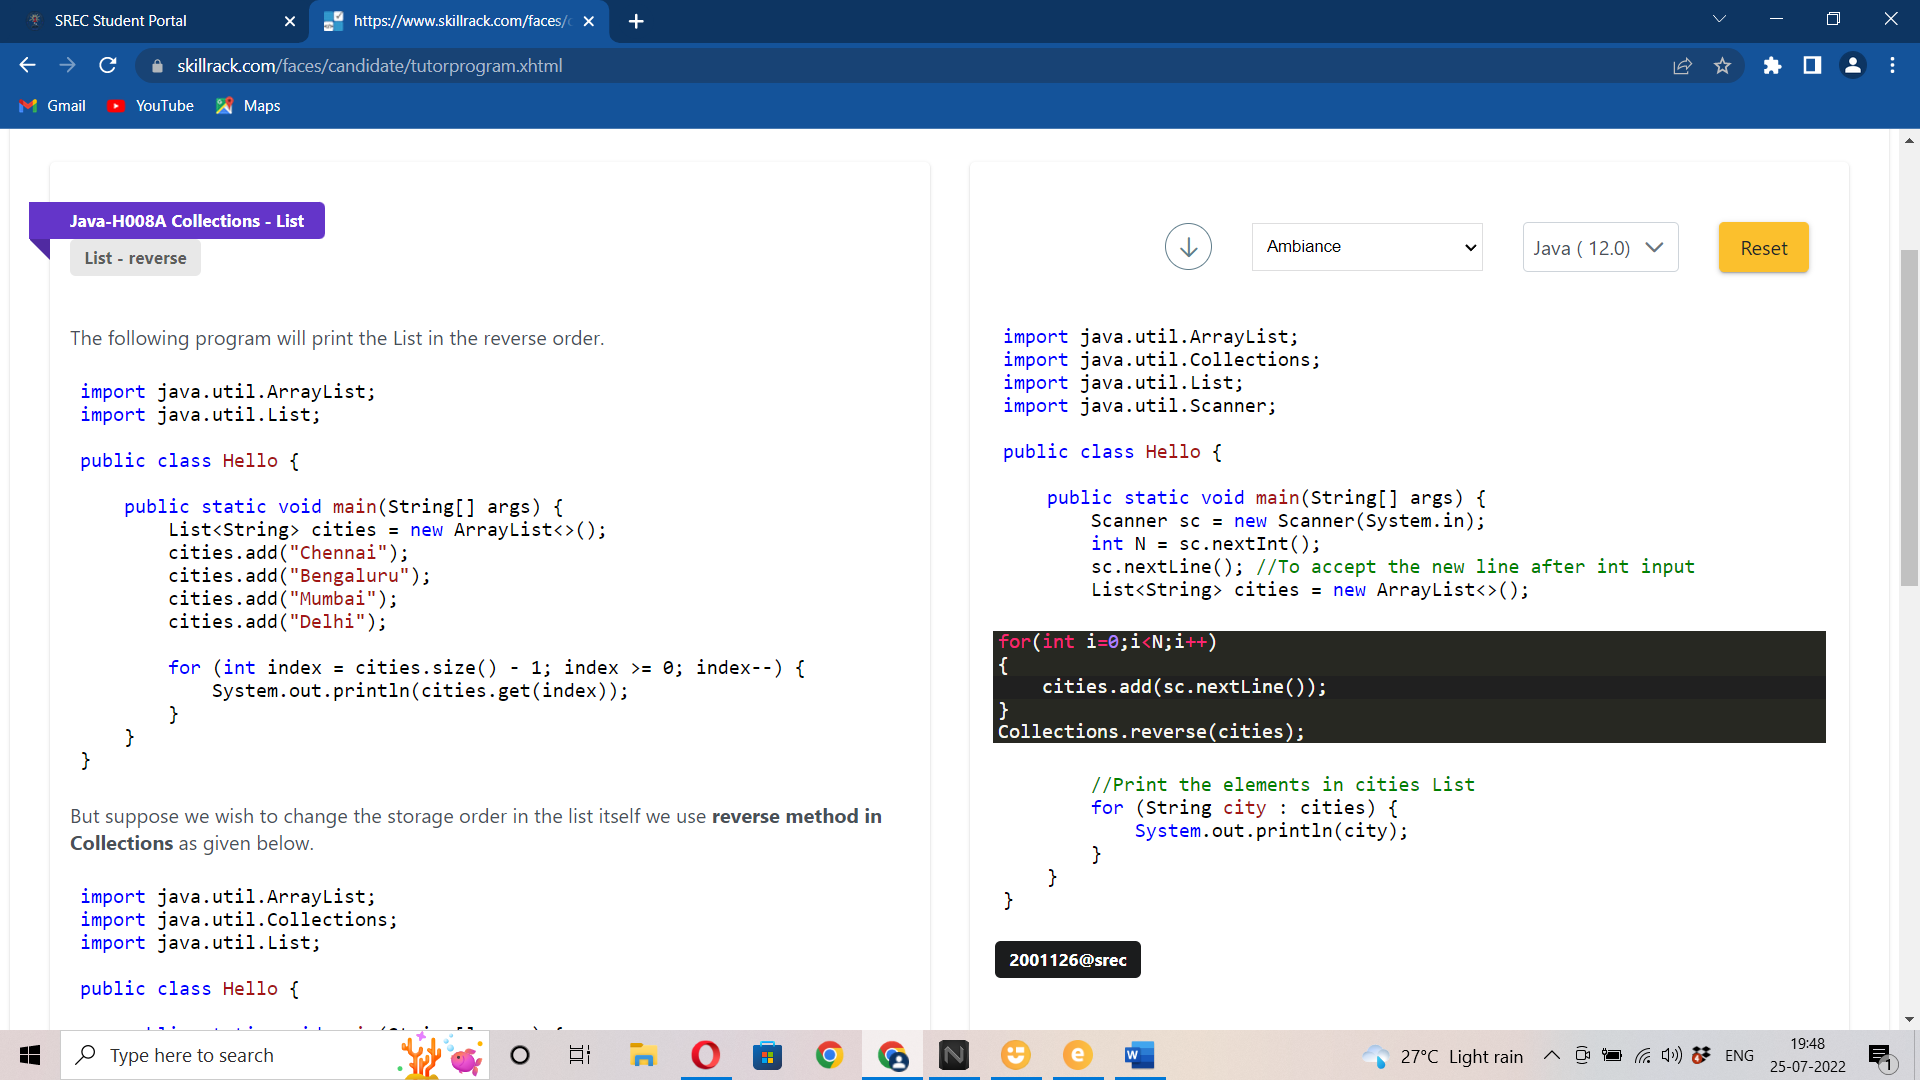 SREC Student Portal
https://www.skillrack.com/faces/
skillrack.com/faces/candidate/tutorprogram.xhtml
Gmail
YouTube
Maps
Java-H008A Collections - List
List - reverse
The following program will print the List in the reverse order.
import java.util.ArrayList;
import java.util.List;
public class Hello {
public static void main(String[] args) {
List<String> cities = new ArrayList<>();
cities.add("Chennai");
cities.add("Bengaluru");
cities.add("Mumbai");
cities.add("Delhi");
for (int index = cities.size() - 1; index >= 0; index--) {
System.out.println(cities.get(index));
}
}
}
But suppose we wish to change the storage order in the list itself we use reverse method in
Collections as given below.
import java.util.ArrayList;
import java.util.Collections;
import java.util.List;
public class Hello {
Ambiance
Java ( 12.0)
Reset
import java.util.ArrayList;
import java.util.Collections;
import java.util.List;
import java.util.Scanner;
public class Hello {
public static void main(String[] args) {
Scanner sc = new Scanner(System.in);
int N = sc.nextInt();
sc.nextLine(); //To accept the new line after int input
List<String> cities = new ArrayList<>();
for(int i=0;i<N;i++)
{
cities.add(sc.nextLine());
}
Collections.reverse(cities);
//Print the elements in cities List
for (String city : cities) {
System.out.println(city);
}
}
}
2001126@srec
Type here to search
27°C Light rain
ENG
19:48
25-07-2022
1